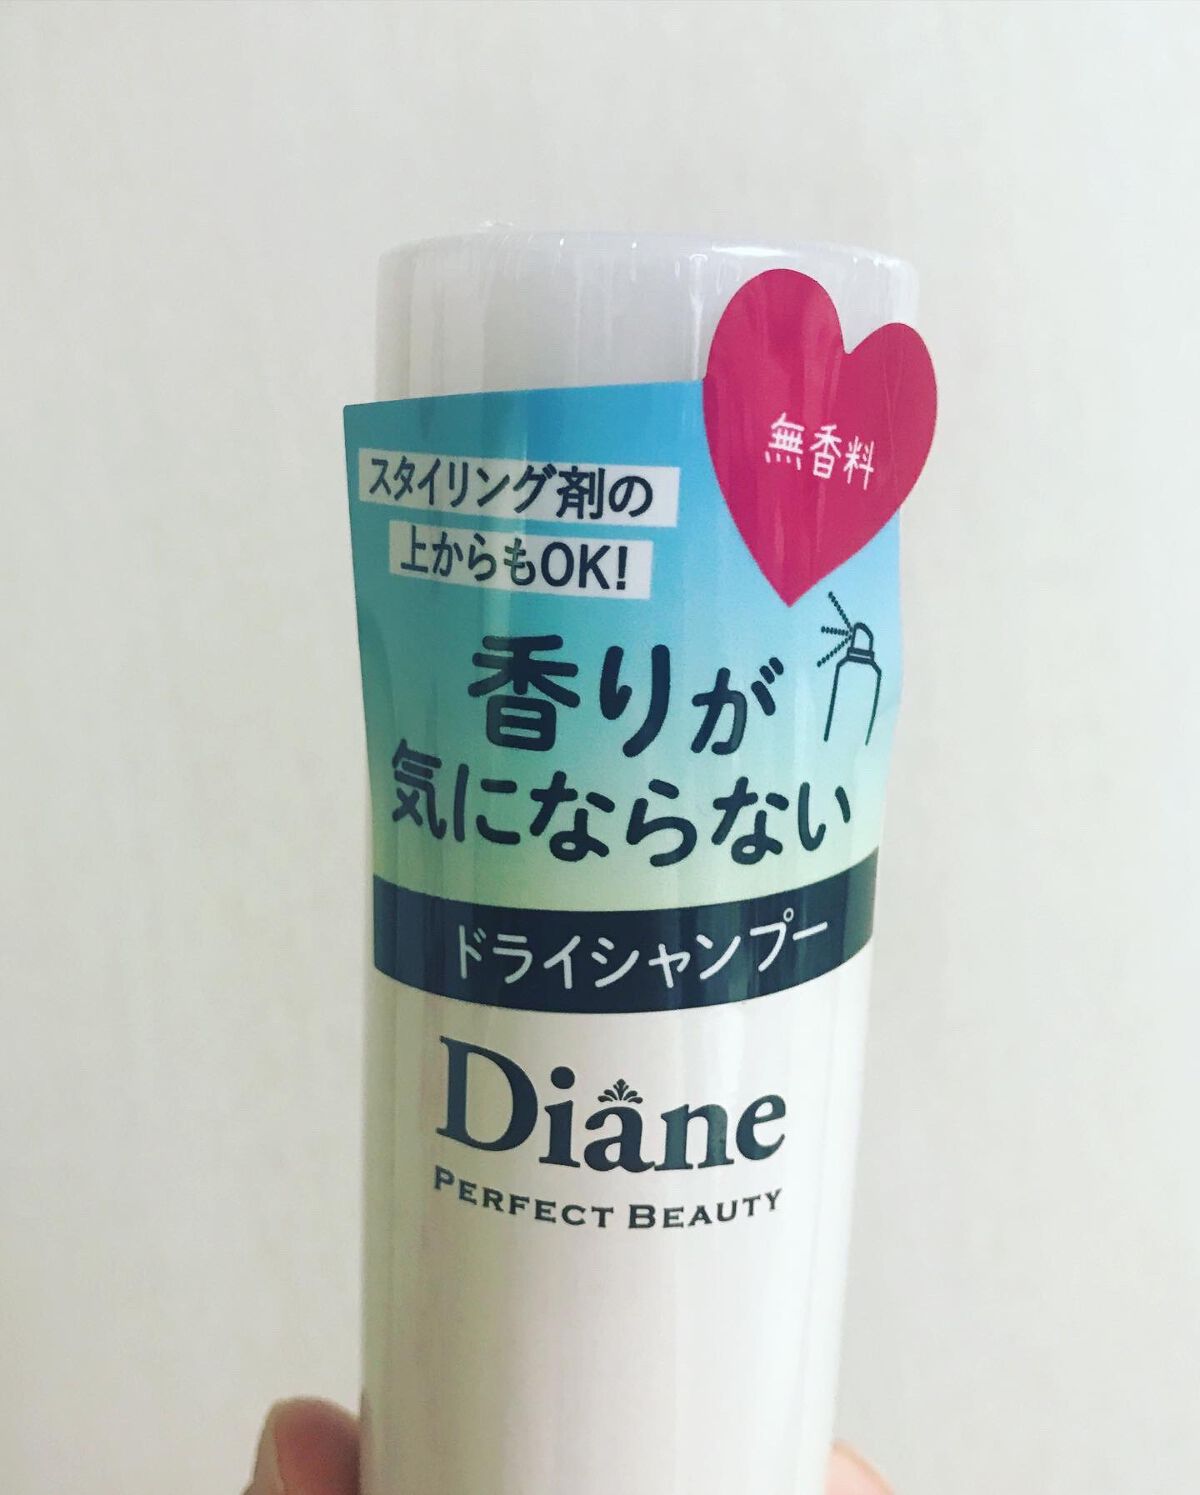 無香料
スタイリング剤の
上からもOK!
香りが
気にならない
ドライシャンプー
Diane
PERFECT BEAUTY